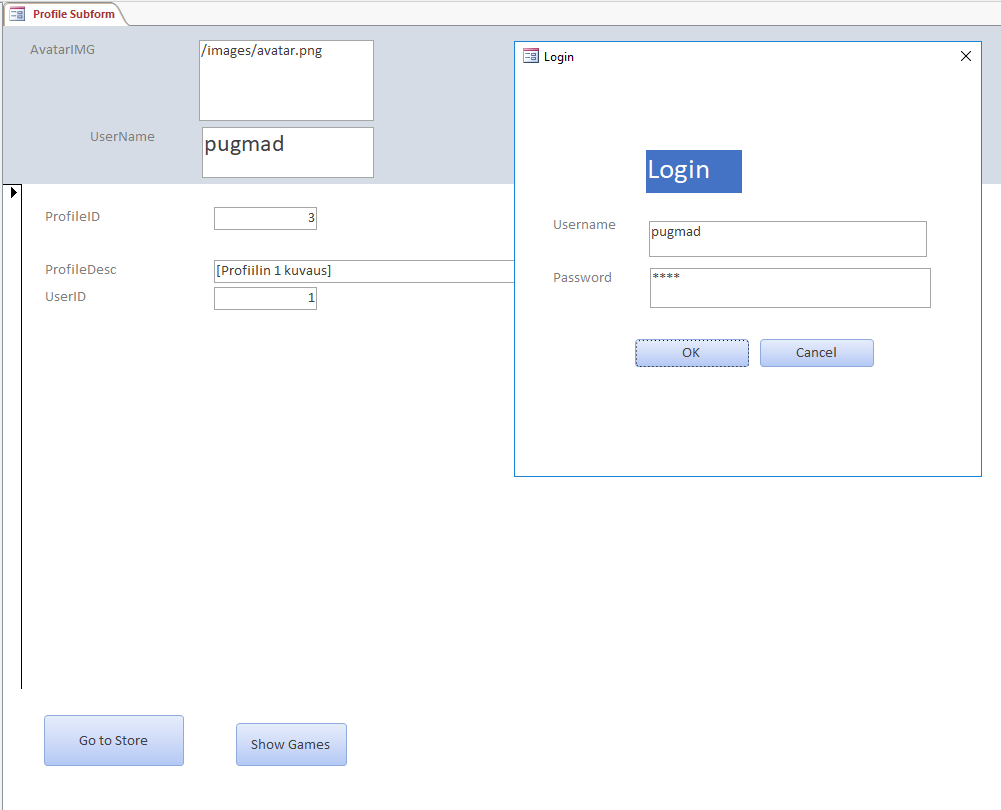 Profile Subform
AvatarIMG
/images/avatar.png
UserName
pugmad
ProfileID
3
ProfileDesc
[Profiilin 1 kuvaus]
UserID
1
Go to Store
Show Games
Login
Login
Username
pugmad
Password
****
OK
Cancel